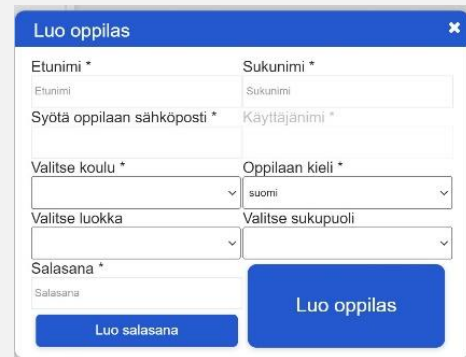 Luo oppilas
Etunimi * Sukunimi *
Etunimi Sukunimi
Syötä oppilaan sähköposti * Käyttäjänimi *
Valitse koulu * Oppilaan kieli *
suomi
Valitse luokka Valitse sukupuoli
Salasana *
Salasana
Luo salasana
Luo oppilas